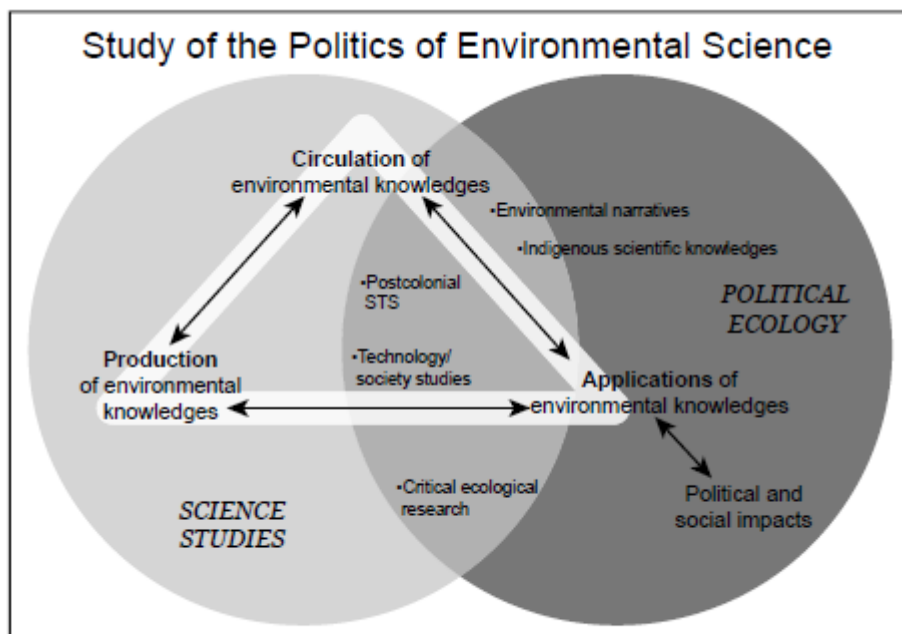 Study of the Politics of Environmental Science
Circulation of
environmental knowledges
•Environmental narratives
•Indigenous scientific knowledges
•Postcolonial
STS
POLITICAL
ECOLOGY
Production
of environmental
knowledges
•Technology/
society studies
Applications of
environmental knowledges
•Critical ecological
research
SCIENCE
STUDIES
Political and
social impacts